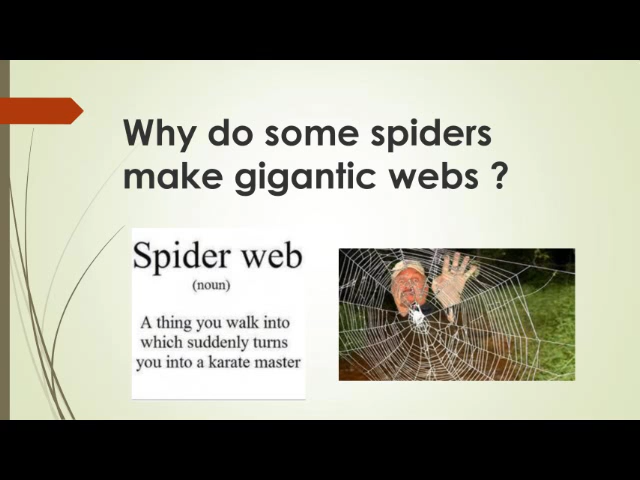 Why do some spiders
make gigantic webs ?
Spider web
(noun)
A thing you walk into
which suddenly turns
you into a karate master